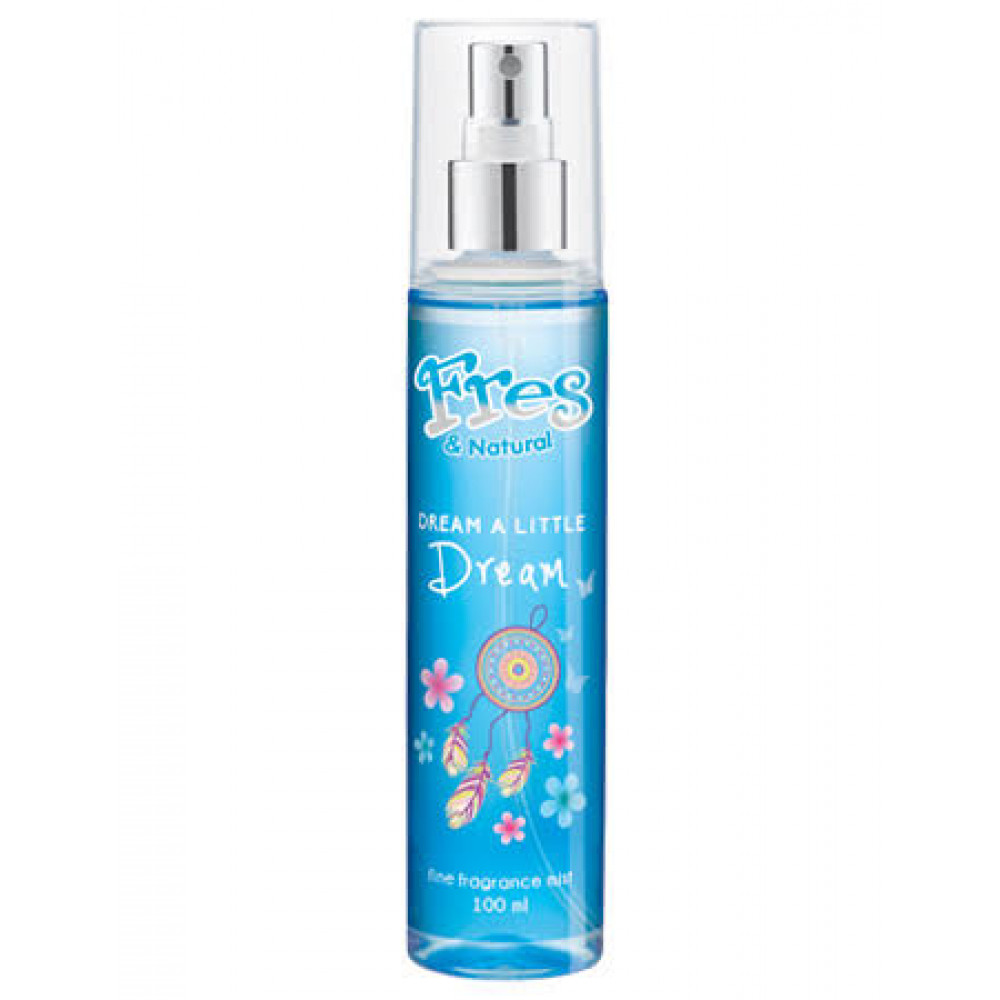 Fres
& Natural
DREAM A LITTLE
Dream
fine fragrance mist
100 ml